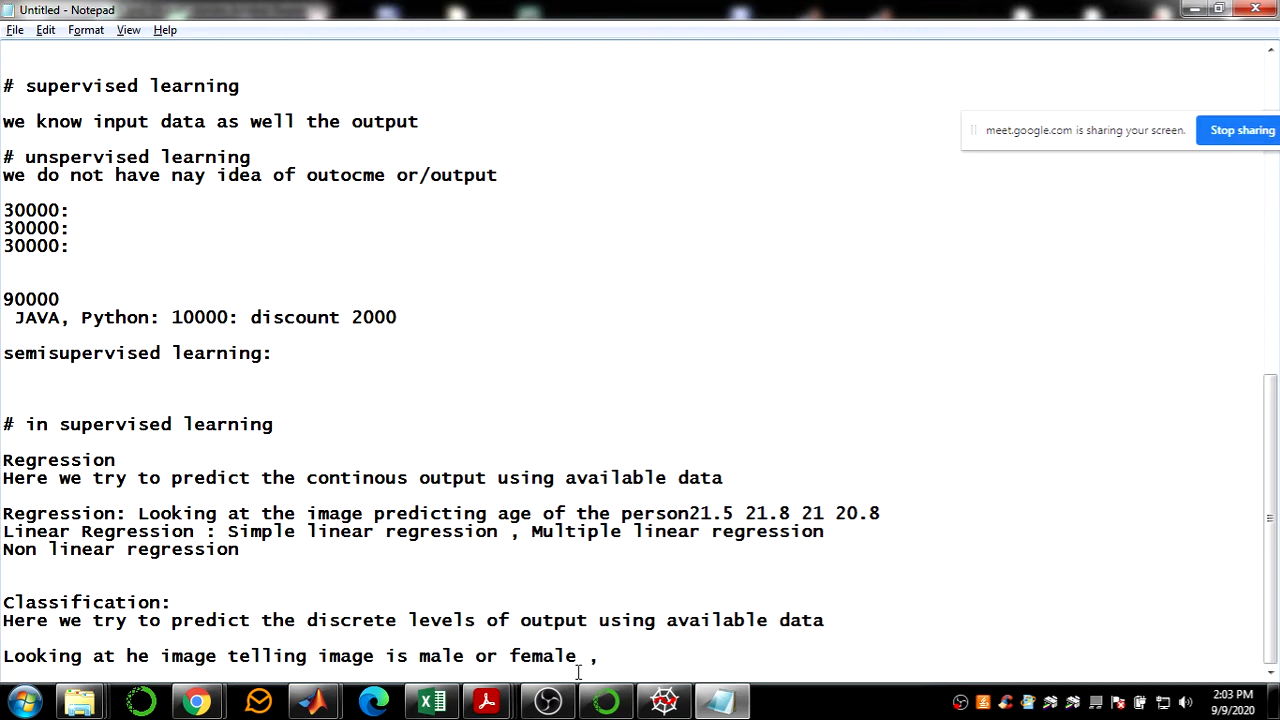 Untitled - Notepad
File Edit Format View Help
# supervised learning
we know input data as well the output
meet.google.com is sharing your screen. Stop sharing
# unspervised learning
we do not have nay idea of outocme or/output
30000:
30000:
30000:
90000
JAVA, Python: 10000: discount 2000
semisupervised learning:
# in supervised learning
Regression
Here we try to predict the continous output using available data
Regression: Looking at the image predicting age of the person21.5 21.8 21 20.8
Linear Regression : Simple linear regression , Multiple linear regression
Non linear regression
Classification:
Here we try to predict the discrete levels of output using available data
Looking at he image telling image is male or female ,
2:03 PM
9/9/2020